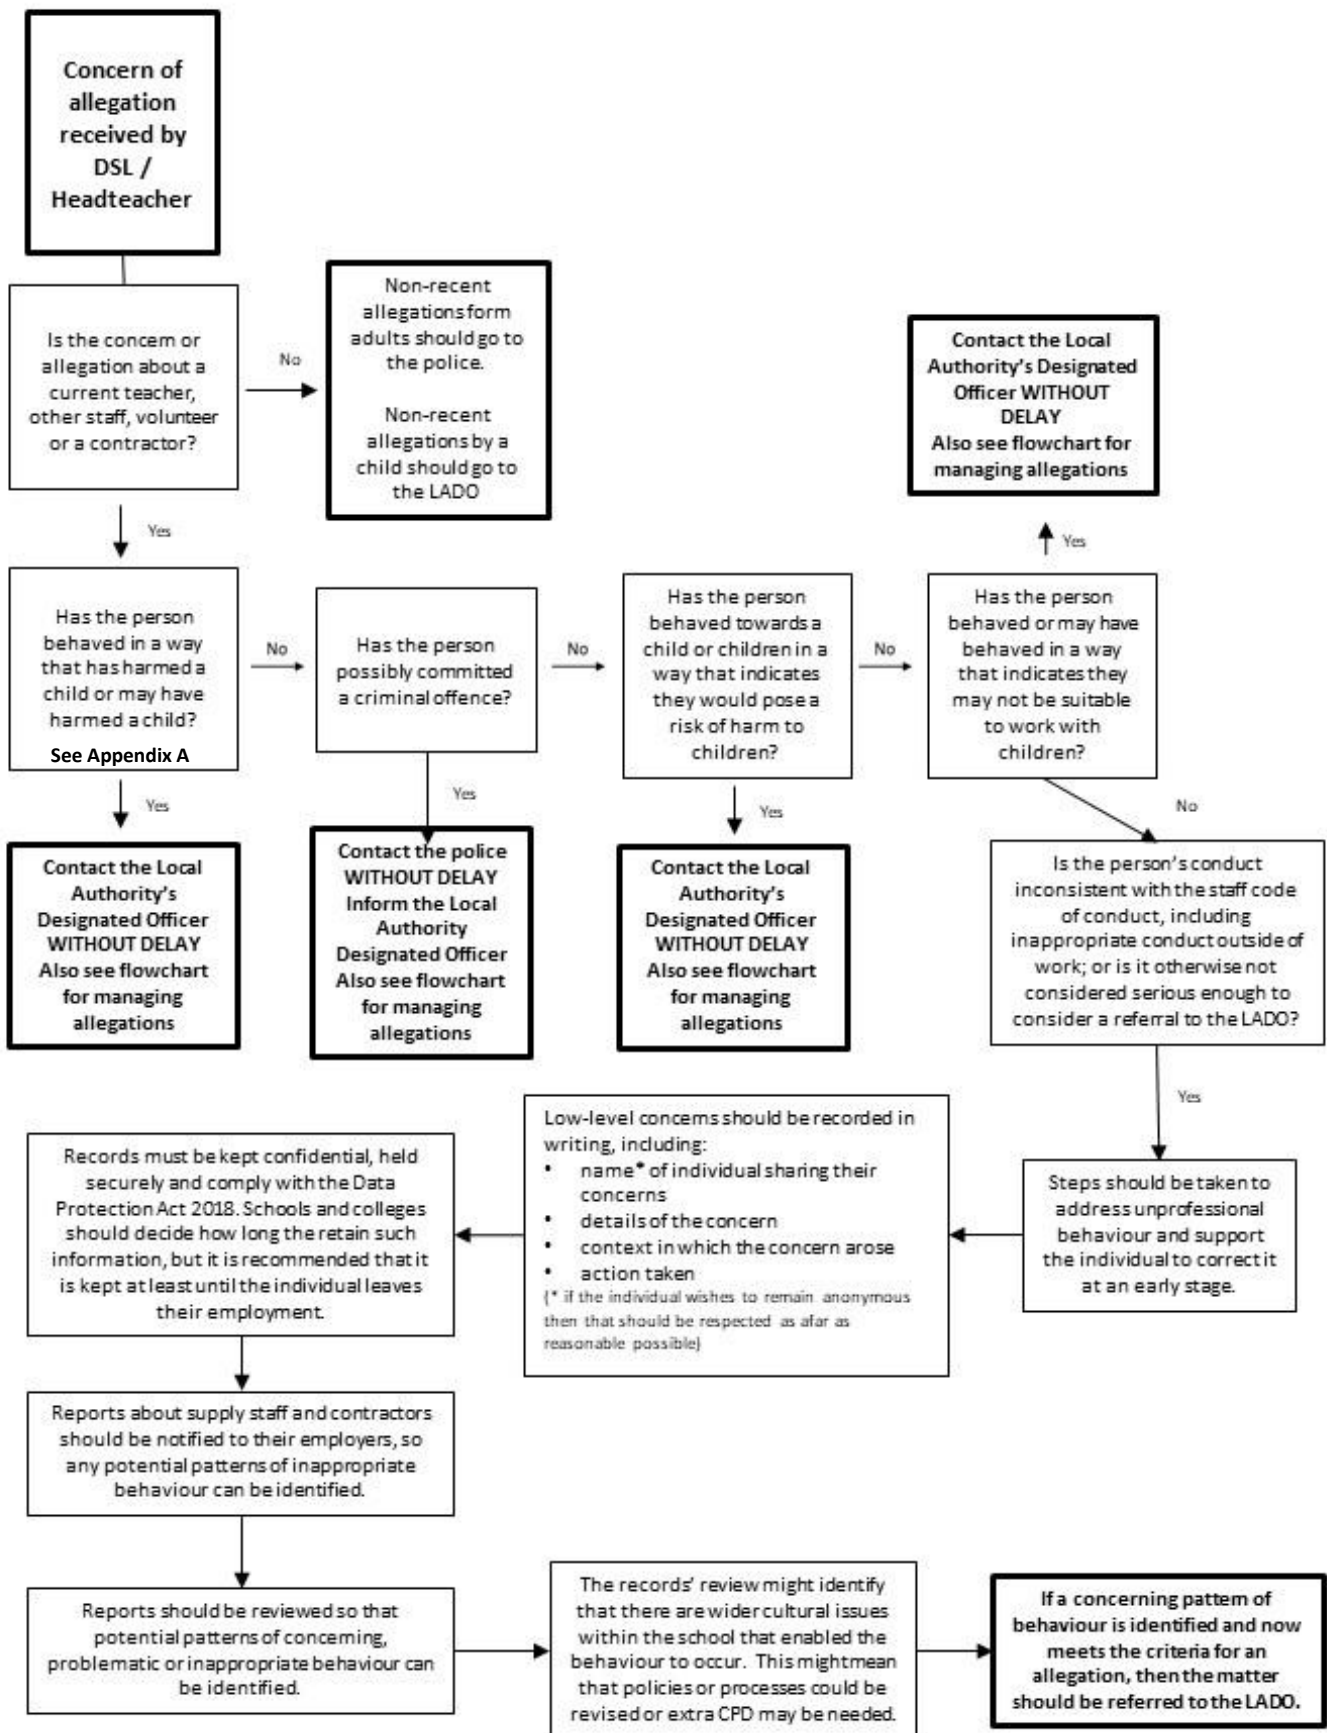 Concern of
allegation
received by
DSL /
Headteacher
Is the concern or
allegation about a
current teacher,
other staff, volunteer
or a contractor?
No
Non-recent
allegations form
adults should go to
the police.
Non-recent
allegations by a
child should go to
the LADO
Yes
Contact the Local
Authority's Designated
Officer WITHOUT
DELAY
Also see flowchart for
managing allegations
Yes
Has the person
behaved in a way
that has harmed a
child or may have
harmed a child?
See Appendix A
No
Has the person
possibly committed
a criminal offence?
No
Has the person
behaved towards a
child or children in a
way that indicates
they would pose a
risk of harm to
children?
No
Has the person
behaved or may have
behaved in a way
that indicates they
may not be suitable
to work with
children?
Yes
Yes
Yes
No
Contact the Local
Authority's
Designated Officer
WITHOUT DELAY
Also see flowchart
for managing
allegations
Contact the police
WITHOUT DELAY
Inform the Local
Authority
Designated Officer
Also see flowchart
for managing
allegations
Contact the Local
Authority's
Designated Officer
WITHOUT DELAY
Also see flowchart
for managing
allegations
Is the person's conduct
inconsistent with the staff code
of conduct, including
inappropriate conduct outside of
work; or is it otherwise not
considered serious enough to
consider a referral to the LADO?
Yes
Steps should be taken to
address unprofessional
behaviour and support
the individual to correct it
at an early stage.
Low-level concerns should be recorded in
writing, including:
• name* of individual sharing their
concerns
• details of the concern
• context in which the concern arose
• action taken
(* if the individual wishes to remain anonymous
then that should be respected as afar as
reasonable possible)
Records must be kept confidential, held
securely and comply with the Data
Protection Act 2018. Schools and colleges
should decide how long the retain such
information, but it is recommended that it
is kept at least until the individual leaves
their employment.
Reports about supply staff and contractors
should be notified to their employers, so
any potential patterns of inappropriate
behaviour can be identified.
Reports should be reviewed so that
potential patterns of concerning,
problematic or inappropriate behaviour can
be identified.
The records' review might identify
that there are wider cultural issues
within the school that enabled the
behaviour to occur. This might mean
that policies or processes could be
revised or extra CPD may be needed.
If a concerning pattern of
behaviour is identified and now
meets the criteria for an
allegation, then the matter
should be referred to the LADO.